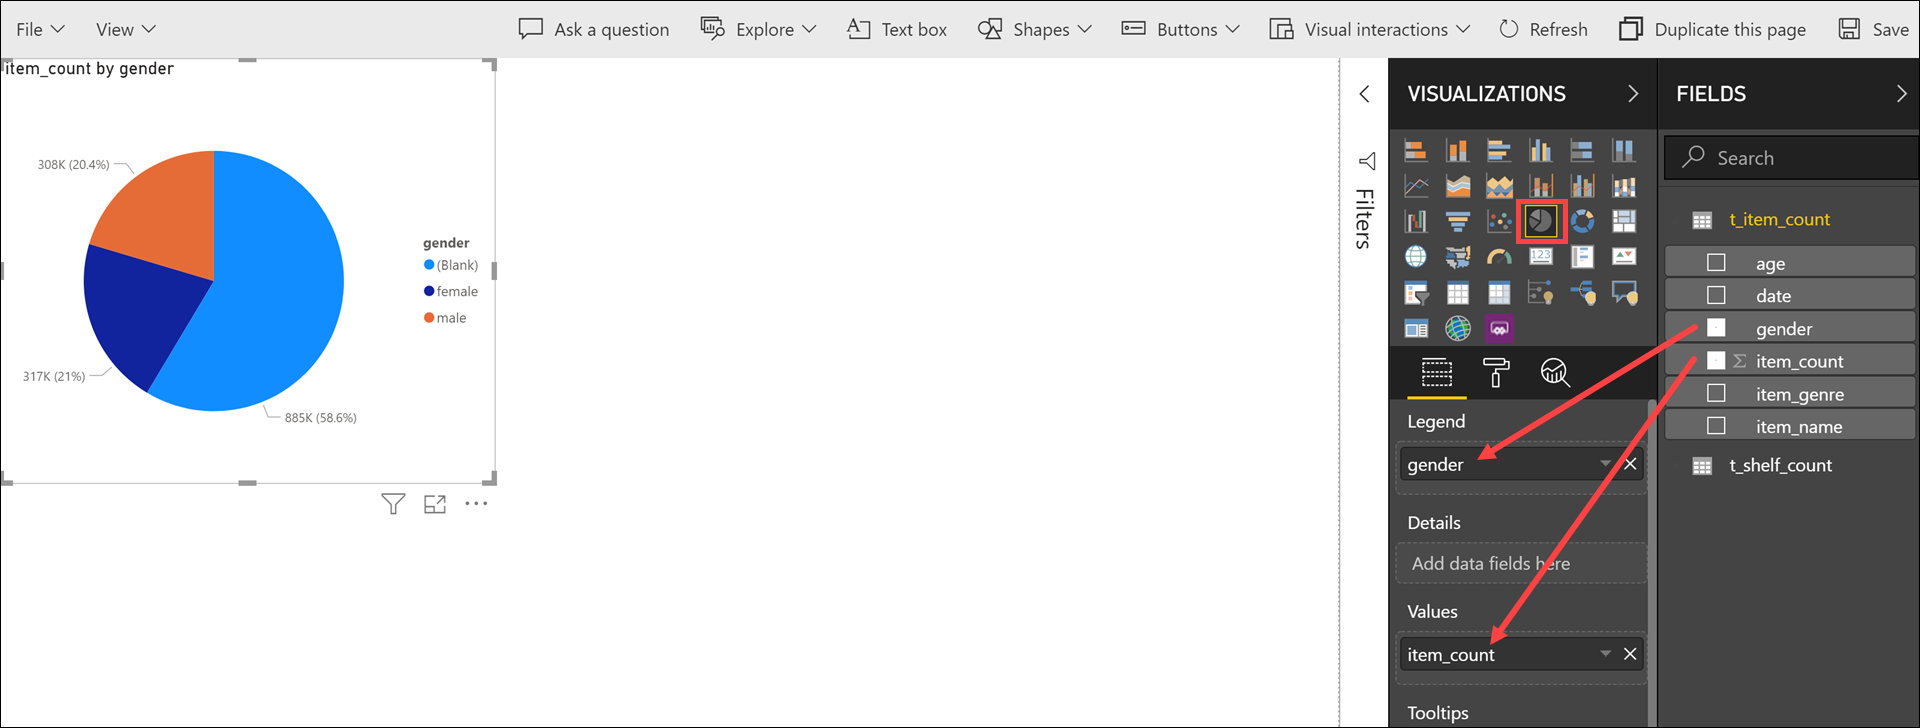 File View Ask a question Explore Text box Shapes Buttons Visual interactions Refresh Duplicate this page Save
item_count by gender
308K (20.4%)
317K (21%)
885K (58.6%)
gender
(Blank)
female
male
Filters
VISUALIZATIONS
123
Legend
gender
Details
Add data fields here
Values
item_count
Tooltips
FIELDS
Search
t_item_count
age
date
gender
Σ item_count
item_genre
item_name
t_shelf_count